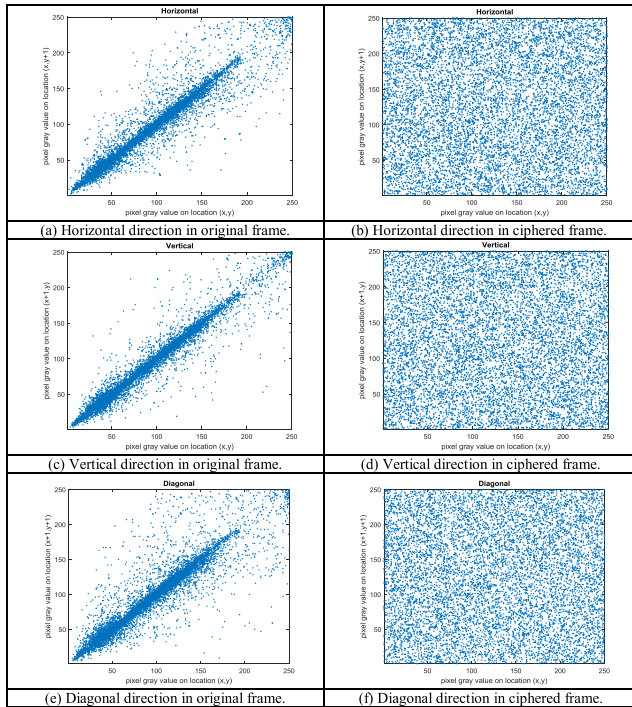 Horizontal
250
200
150
100
50
pixel gray value on location (x,y+1)
50 100 150 200 250
pixel gray value on location (x,y)
(a) Horizontal direction in original frame.
Horizontal
250
200
150
100
50
pixel gray value on location (x,y+1)
50 100 150 200 250
pixel gray value on location (x,y)
(b) Horizontal direction in ciphered frame.
Vertical
250
200
150
100
50
pixel gray value on location (x+1,y)
50 100 150 200 250
pixel gray value on location (x,y)
(c) Vertical direction in original frame.
Vertical
250
200
150
100
50
pixel gray value on location (x+1,y)
50 100 150 200 250
pixel gray value on location (x,y)
(d) Vertical direction in ciphered frame.
Diagonal
250
200
150
100
50
pixel gray value on location (x+1,y+1)
50 100 150 200 250
pixel gray value on location (x,y)
(e) Diagonal direction in original frame.
Diagonal
250
200
150
100
50
pixel gray value on location (x+1,y+1)
50 100 150 200 250
pixel gray value on location (x,y)
(f) Diagonal direction in ciphered frame.